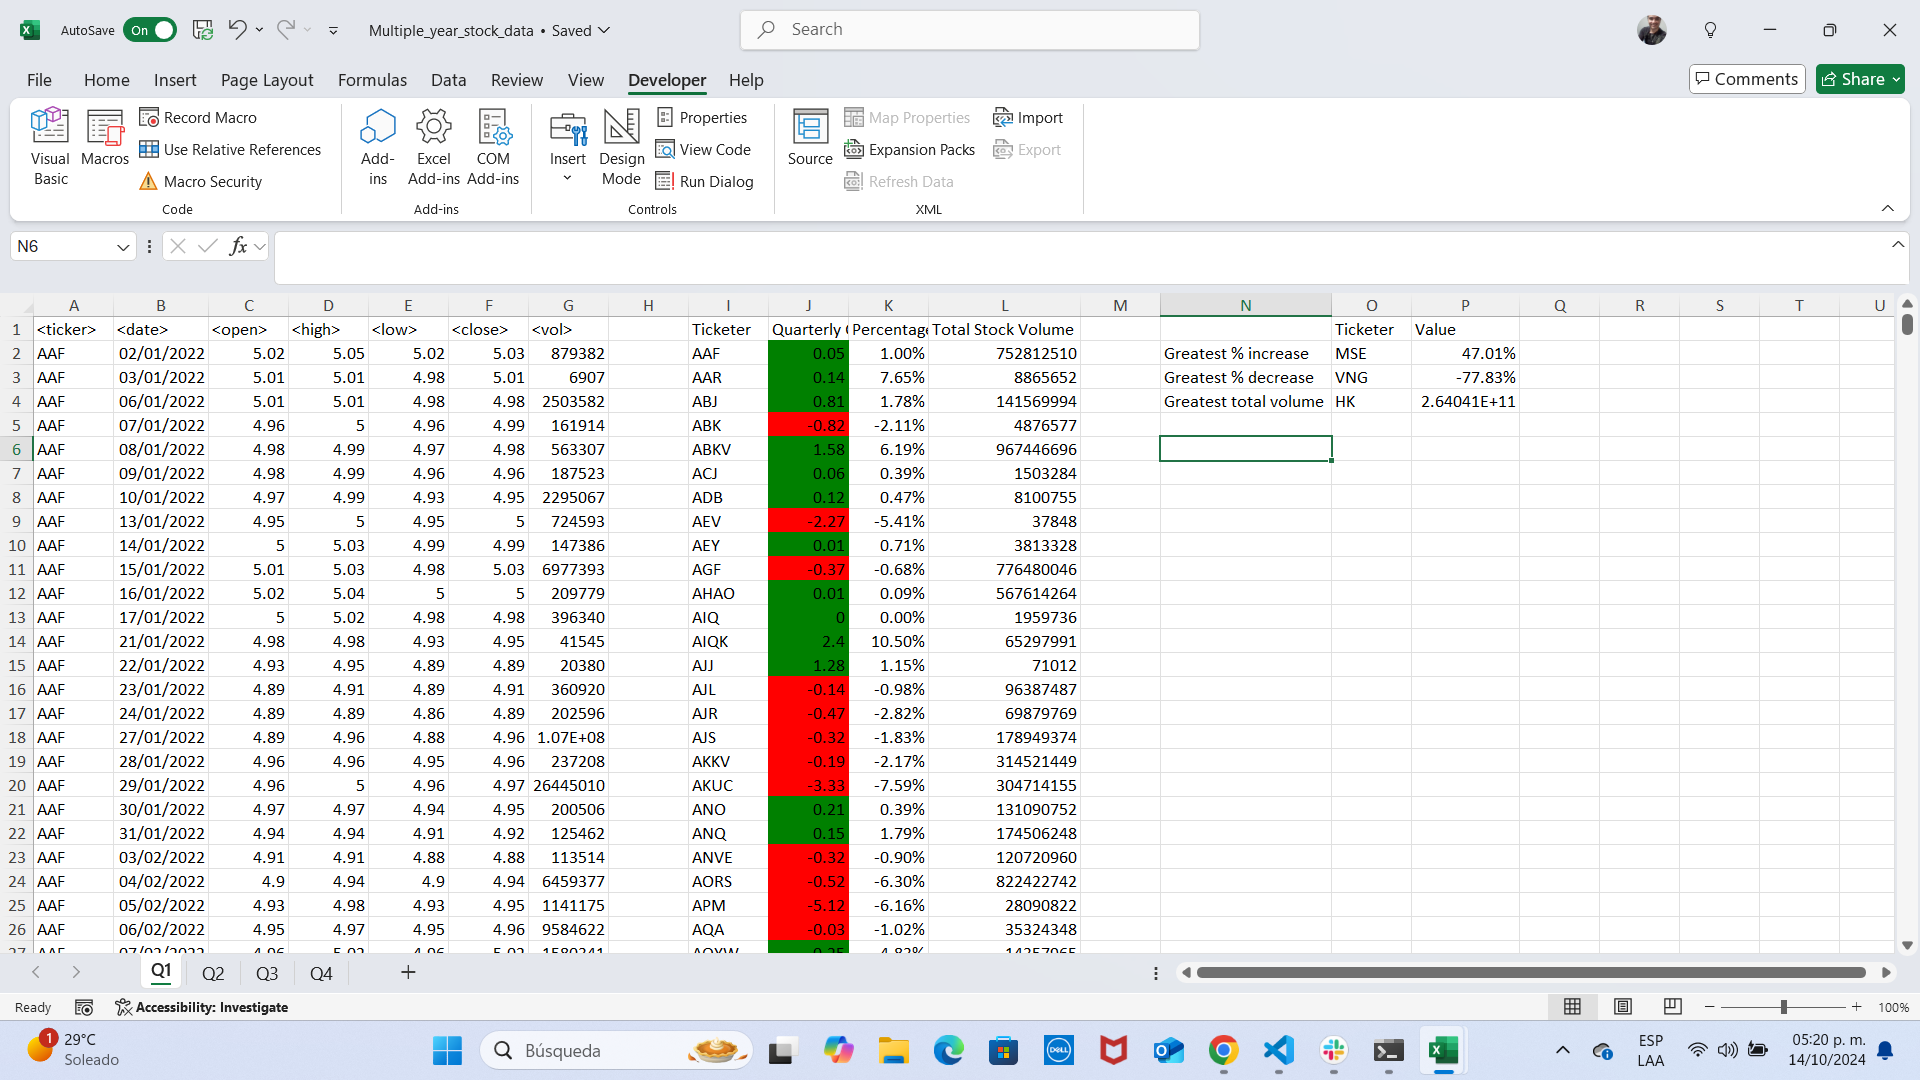 AutoSave On Multiple_year_stock_data • Saved Search
File Home Insert Page Layout Formulas Data Review View Developer Help Comments Share
Visual Basic Macros Record Macro Use Relative References Macro Security Code
Add-ins Excel Add-ins COM Add-ins Add-ins
Insert Design Mode Properties View Code Run Dialog Controls
Source Map Properties Expansion Packs Refresh Data Import Export XML
N6 fx
A B C D E F G H I J K L M N O P Q R S T U
1 <ticker> <date> <open> <high> <low> <close> <vol> Ticketer Quarterly Percentage Total Stock Volume Ticketer Value
2 AAF 02/01/2022 5.02 5.05 5.02 5.03 879382 AAF 0.05 1.00% 752812510 Greatest % increase MSE 47.01%
3 AAF 03/01/2022 5.01 5.01 4.98 5.01 6907 AAR 0.14 7.65% 8865652 Greatest % decrease VNG -77.83%
4 AAF 06/01/2022 5.01 5.01 4.98 4.98 2503582 ABJ 0.81 1.78% 141569994 Greatest total volume HK 2.64041E+11
5 AAF 07/01/2022 4.96 5 4.96 4.99 161914 ABK -0.82 -2.11% 4876577
6 AAF 08/01/2022 4.98 4.99 4.97 4.98 563307 ABKV 1.58 6.19% 967446696
7 AAF 09/01/2022 4.98 4.99 4.96 4.96 187523 ACJ 0.06 0.39% 1503284
8 AAF 10/01/2022 4.97 4.99 4.93 4.95 2295067 ADB 0.12 0.47% 8100755
9 AAF 13/01/2022 4.95 5 4.95 5 724593 AEV -2.27 -5.41% 37848
10 AAF 14/01/2022 5 5.03 4.99 4.99 147386 AEY 0.01 0.71% 3813328
11 AAF 15/01/2022 5.01 5.03 4.98 5.03 6977393 AGF -0.37 -0.68% 776480046
12 AAF 16/01/2022 5.02 5.04 5 5 209779 AHAO 0.01 0.09% 567614264
13 AAF 17/01/2022 5 5.02 4.98 4.98 396340 AIQ 0 0.00% 1959736
14 AAF 21/01/2022 4.98 4.98 4.93 4.95 41545 AIQK 2.4 10.50% 65297991
15 AAF 22/01/2022 4.93 4.95 4.89 4.89 20380 AJJ 1.28 1.15% 71012
16 AAF 23/01/2022 4.89 4.91 4.89 4.91 360920 AJL -0.14 -0.98% 96387487
17 AAF 24/01/2022 4.89 4.89 4.86 4.89 202596 AJR -0.47 -2.82% 69879769
18 AAF 27/01/2022 4.89 4.96 4.88 4.96 1.07E+08 AJS -0.32 -1.83% 178949374
19 AAF 28/01/2022 4.96 4.96 4.95 4.96 237208 AKKV -0.19 -2.17% 314521449
20 AAF 29/01/2022 4.96 5 4.96 4.97 26445010 AKUC -3.33 -7.59% 304714155
21 AAF 30/01/2022 4.97 4.97 4.94 4.95 200506 ANO 0.21 0.39% 131090752
22 AAF 31/01/2022 4.94 4.94 4.91 4.92 125462 ANQ 0.15 1.79% 174506248
23 AAF 03/02/2022 4.91 4.91 4.88 4.88 113514 ANVE -0.32 -0.90% 120720960
24 AAF 04/02/2022 4.9 4.94 4.9 4.94 6459377 AORS -0.52 -6.30% 822422742
25 AAF 05/02/2022 4.93 4.98 4.93 4.95 1141175 APM -5.12 -6.16% 28090822
26 AAF 06/02/2022 4.95 4.97 4.95 4.96 9584622 AQA -0.03 -1.02% 35324348
Q1 Q2 Q3 Q4
Ready Accessibility: Investigate 100%
1 29°C Soleado Búsqueda DELL ESP LAA 05:20 p. m. 14/10/2024